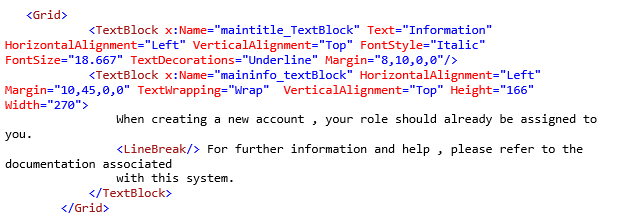 <Grid>
<TextBlock x:Name="maintitle_TextBlock" Text="Information"
HorizontalAlignment="Left" VerticalAlignment="Top" FontStyle="Italic"
FontSize="18.667" TextDecorations="Underline" Margin="8,10,0,0"/>
<TextBlock x:Name="maininfo_textBlock" HorizontalAlignment="Left"
Margin="10,45,0,0" TextWrapping="Wrap"  VerticalAlignment="Top" Height="166"
Width="270">
When creating a new account , your role should already be assigned to
you.
<LineBreak/> For further information and help , please refer to the
documentation associated
with this system.
</TextBlock>
</Grid>